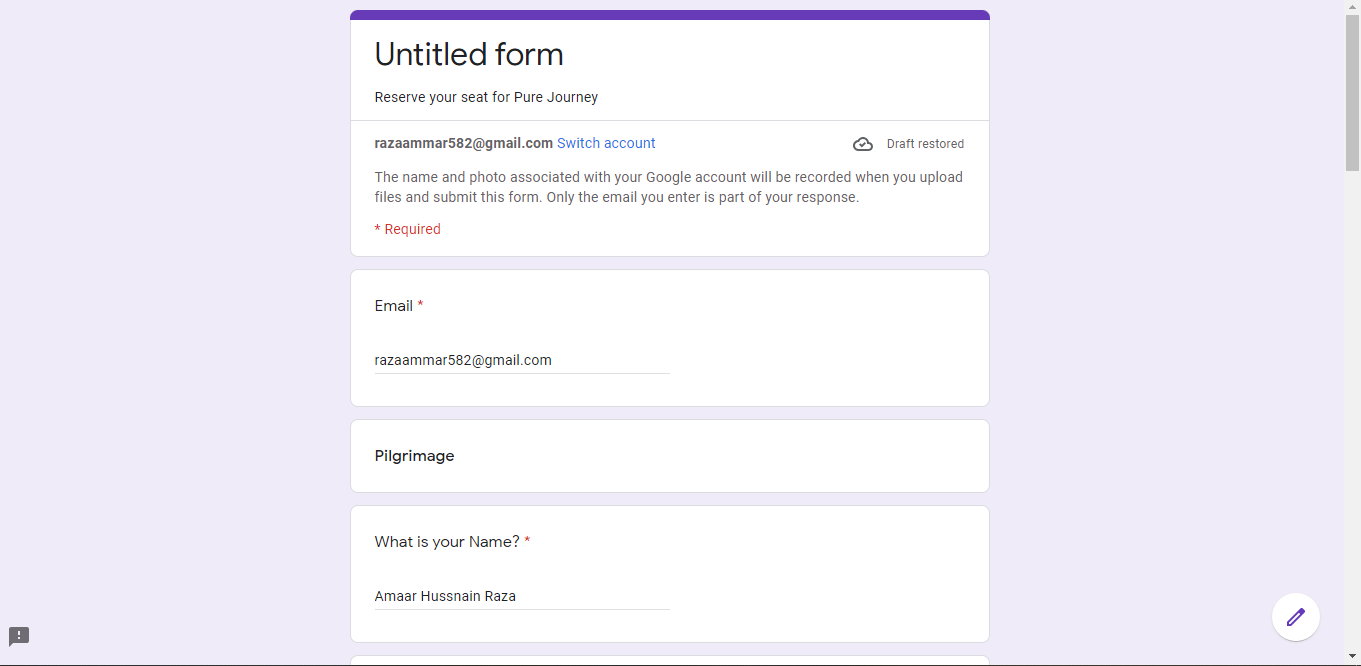 Untitled form
Reserve your seat for Pure Journey
razaammar582@gmail.com Switch account
Draft restored
The name and photo associated with your Google account will be recorded when you upload
files and submit this form. Only the email you enter is part of your response.
* Required
Email *
razaammar582@gmail.com
Pilgrimage
What is your Name? *
Amaar Hussnain Raza